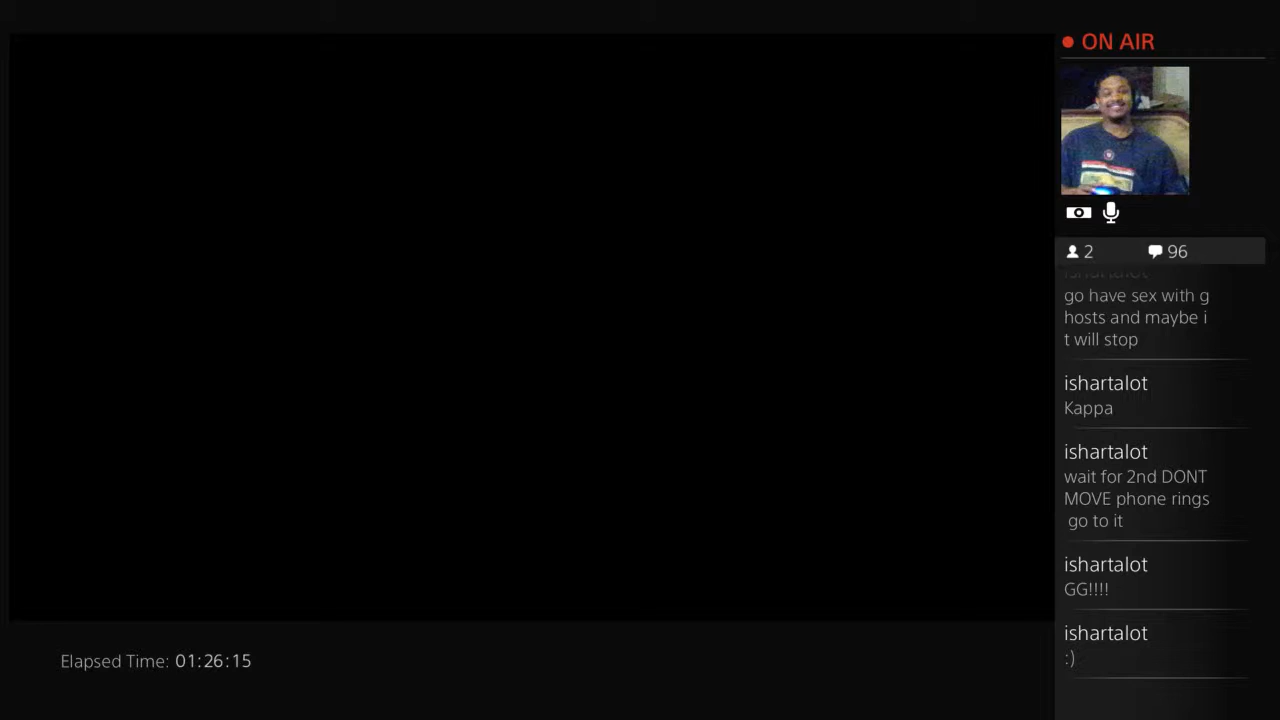 ON AIR
2 96
ishartalot
go have sex with g
hosts and maybe i
t will stop
ishartalot
Kappa
ishartalot
wait for 2nd DONT
MOVE phone rings
go to it
ishartalot
GG!!!!
ishartalot
:)
Elapsed Time: 01:26:15